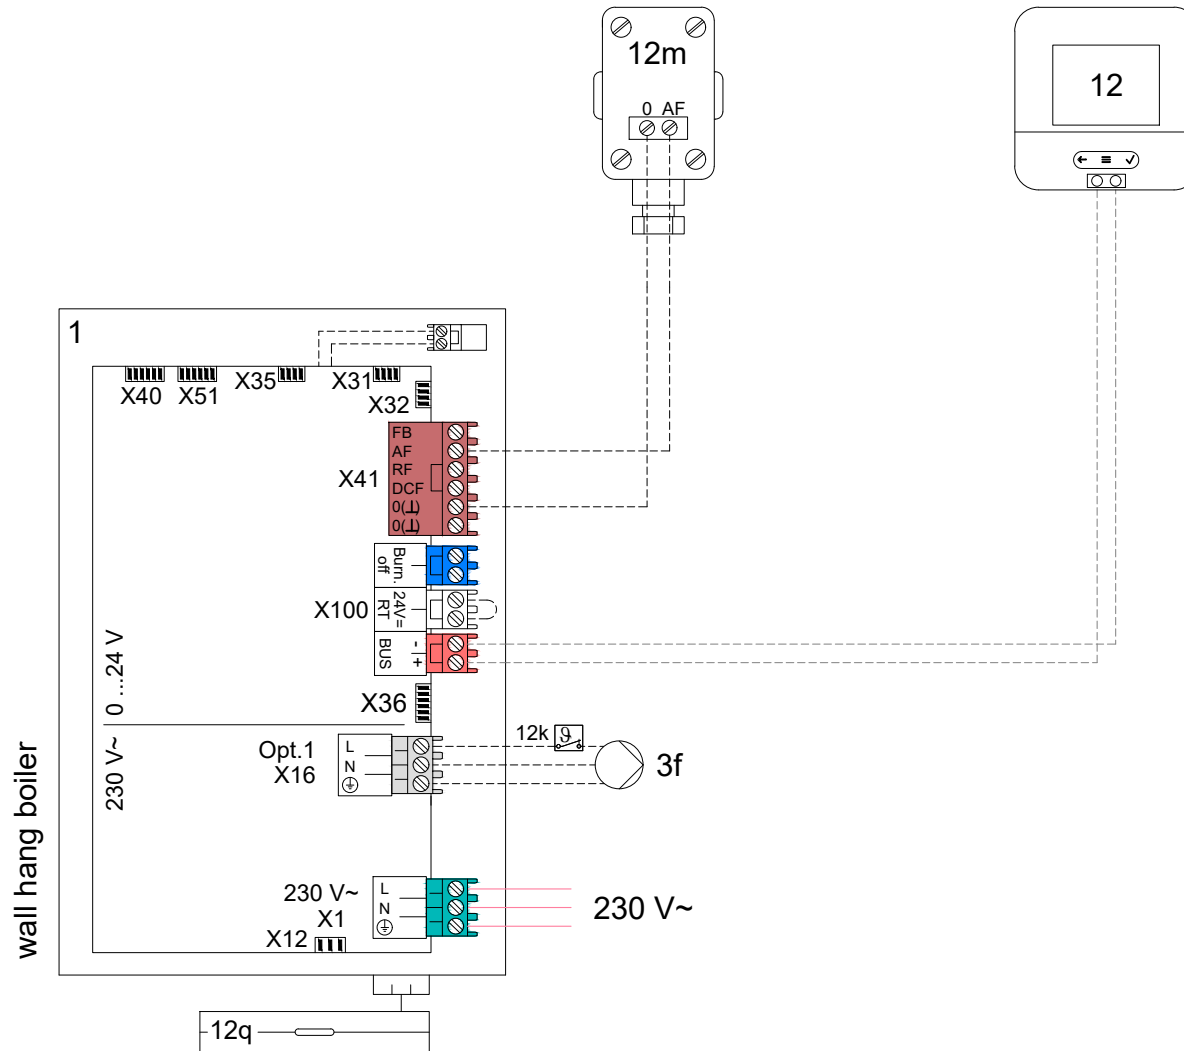 12m
0 AF
12
1
X40
X51
X35
X31
X32
X41
FB
AF
RF
DCF
0(⊥)
0(⊥)
Burn.
off
X100
24V=
RT
BUS
-
+
X36
0 ...24 V
230 V~
Opt.1
X16
L
N
12k
ϑ
3f
wall hang boiler
230 V~
X1
L
N
230 V~
X12
12q